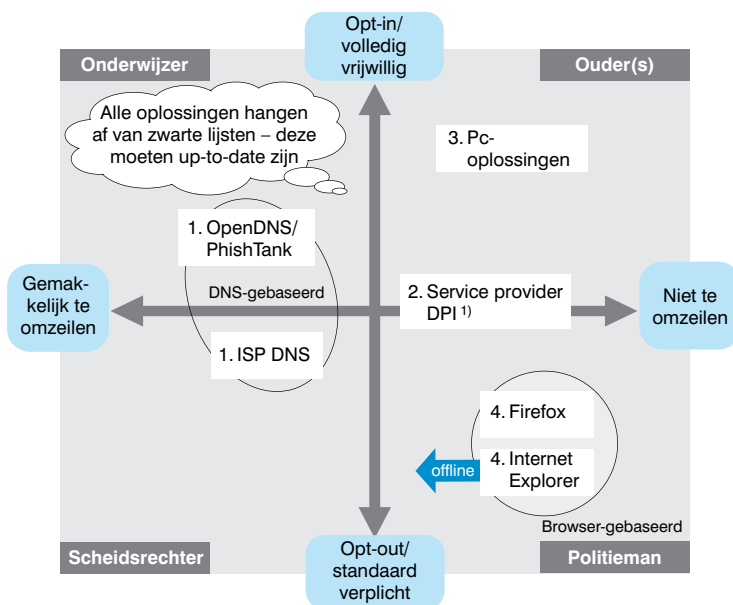 Opt-in/
volledig
vrijwillig
Onderwijzer
Ouder(s)
Alle oplossingen hangen
af van zwarte lijsten – deze
moeten up-to-date zijn
3. Pc-
oplossingen
1. OpenDNS/
PhishTank
Gemak-
kelijk te
omzeilen
DNS-gebaseerd
2. Service provider
DPI 1)
Niet te
omzeilen
1. ISP DNS
4. Firefox
offline
4. Internet
Explorer
Browser-gebaseerd
Scheidsrechter
Opt-out/
standaard
verplicht
Politieman